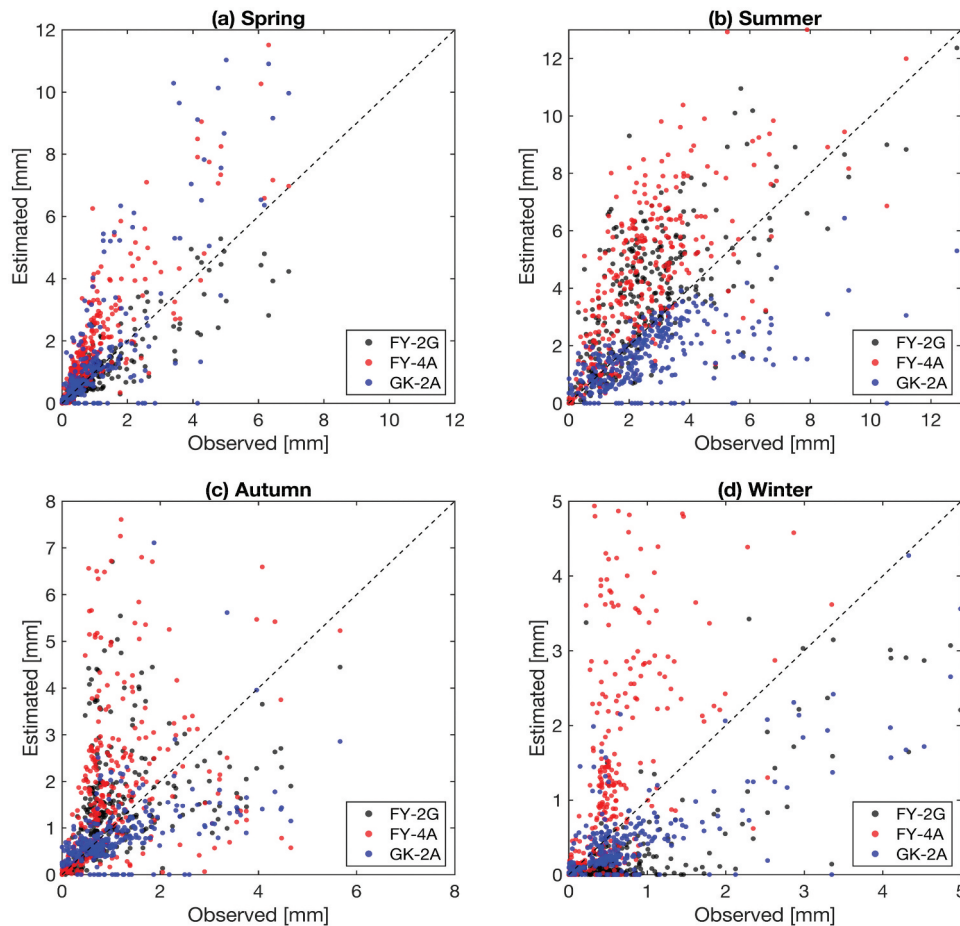 (a) Spring
12
10
8
6
4
2
0
Estimated [mm]
FY-2G
FY-4A
GK-2A
0 2 4 6 8 10 12
Observed [mm]
(b) Summer
12
10
8
6
4
2
0
Estimated [mm]
FY-2G
FY-4A
GK-2A
0 2 4 6 8 10 12
Observed [mm]
(c) Autumn
8
7
6
5
4
3
2
1
0
Estimated [mm]
FY-2G
FY-4A
GK-2A
0 2 4 6 8
Observed [mm]
(d) Winter
5
4
3
2
1
0
Estimated [mm]
FY-2G
FY-4A
GK-2A
0 1 2 3 4 5
Observed [mm]